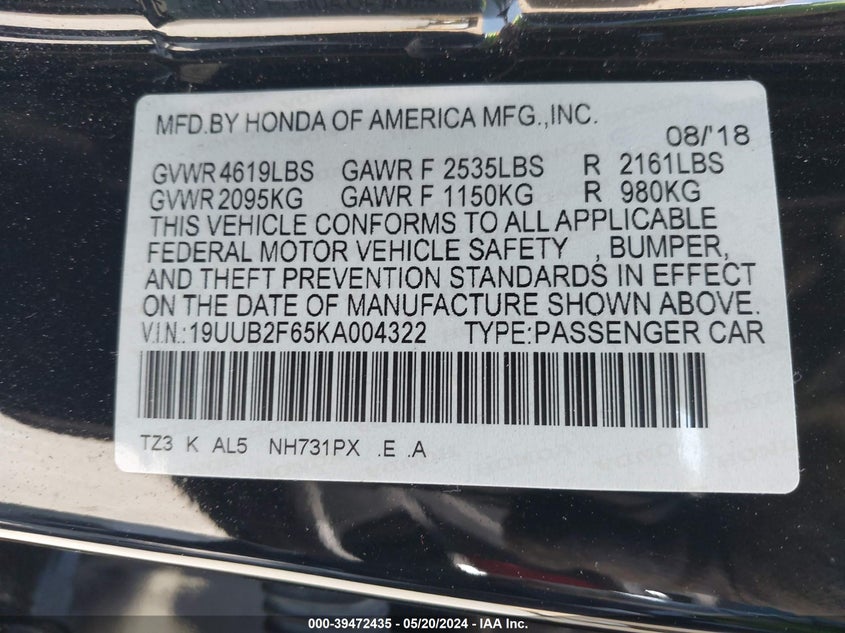 MFD.BY HONDA OF AMERICA MFG.,INC.
08/'18
GVWR 4619LBS GAWR F 2535LBS R 2161LBS
GVWR 2095KG GAWR F 1150KG R 980KG
THIS VEHICLE CONFORMS TO ALL APPLICABLE
FEDERAL MOTOR VEHICLE SAFETY , BUMPER,
AND THEFT PREVENTION STANDARDS IN EFFECT
ON THE DATE OF MANUFACTURE SHOWN ABOVE.
V.I.N.:19UUB2F65KA004322 TYPE:PASSENGER CAR
TZ3 K AL5 NH731PX .E .A
000-39472435 - 05/20/2024 - IAA Inc.